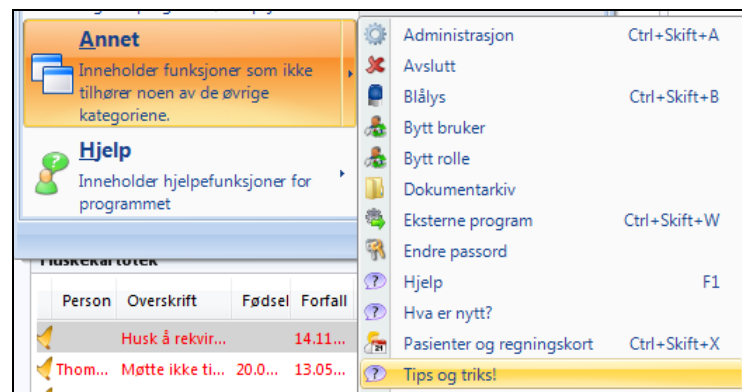 Annet
Inneholder funksjoner som ikke
tilhører noen av de øvrige
kategoriene.
Hjelp
Inneholder hjelpefunksjoner for
programmet
Administrasjon Ctrl+Skift+A
Avslutt
Blålys Ctrl+Skift+B
Bytt bruker
Bytt rolle
Dokumentarkiv
Eksterne program Ctrl+Skift+W
Endre passord
Hjelp F1
Hva er nytt?
Pasienter og regningskort Ctrl+Skift+X
Tips og triks!
Huskekartotek
Person Overskrift Fødsel Forfall
Husk å rekvir... 14.11...
Thom... Møtte ikke ti... 20.0... 13.05...